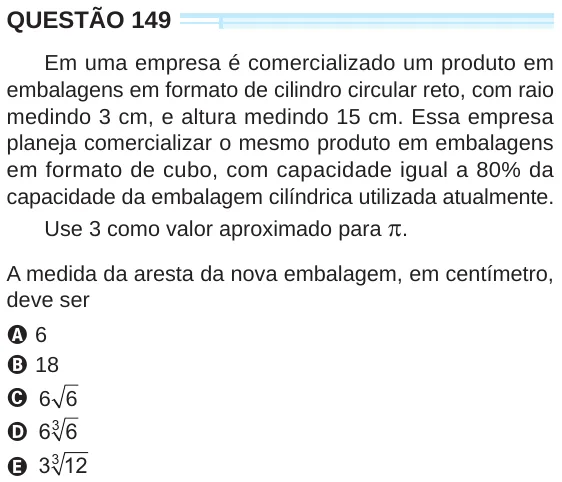 QUESTÃO 149
Em uma empresa é comercializado um produto em
embalagens em formato de cilindro circular reto, com raio
medindo 3 cm, e altura medindo 15 cm. Essa empresa
planeja comercializar o mesmo produto em embalagens
em formato de cubo, com capacidade igual a 80% da
capacidade da embalagem cilíndrica utilizada atualmente.
Use 3 como valor aproximado para π.
A medida da aresta da nova embalagem, em centímetro,
deve ser
A 6
B 18
C 6√6
D 6∛6
E 3∛12